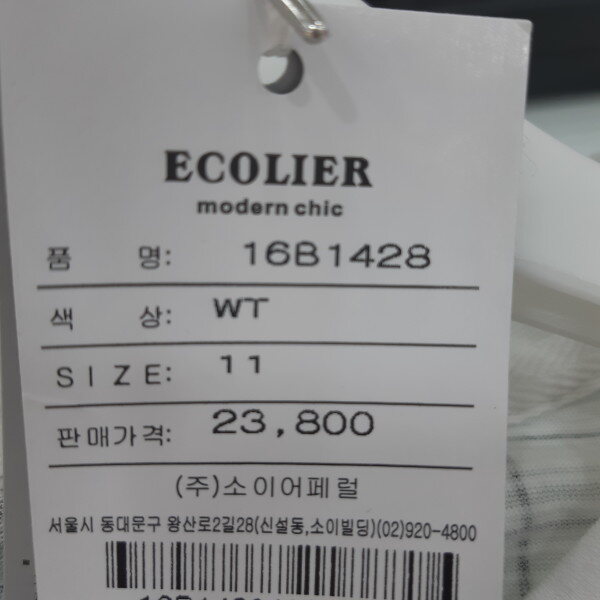 ECOLIER
modern chic
품 명: 16B1428
색 상: WT
SIZE: 11
판매가격: 23,800
(주)소이어페럴
서울시 동대문구 왕산로2길28(신설동,소이빌딩)(02)920-4800